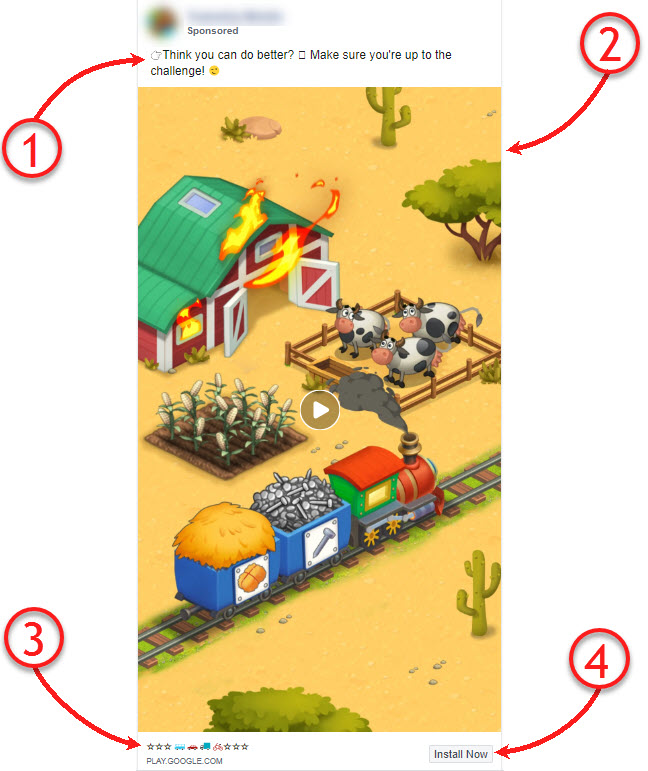 Sponsored
👉Think you can do better? Make sure you're up to the
challenge! 😉
1
2
3
4
☆☆☆ 🚃 🚗 🚚 🚲☆☆☆
PLAY.GOOGLE.COM
Install Now